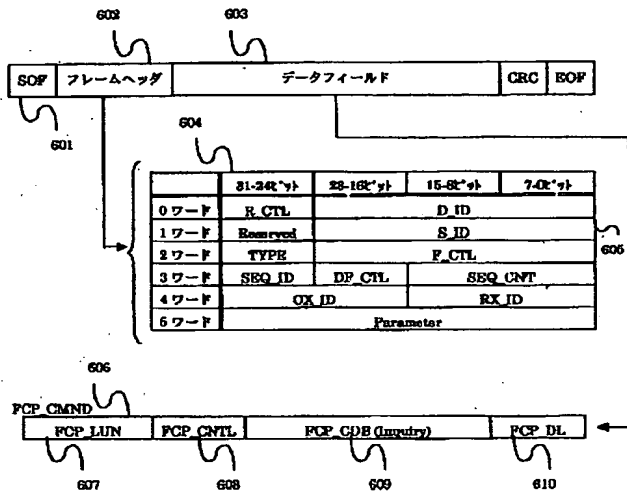 602
603
SOF フレームヘッダ データフィールド CRC EOF
601
604
31-24ビット 23-16ビット 15-8ビット 7-0ビット
0ワード R_CTL D_ID
1ワード Reserved S_ID
605
2ワード TYPE F_CTL
3ワード SEQ_ID DF_CTL SEQ_CNT
4ワード OX_ID RX_ID
5ワード Parameter
606
FCP_CMND
FCP_LUN FCP_CNTL FCP_CDB (Inquiry) FCP_DL
607 608 609 610